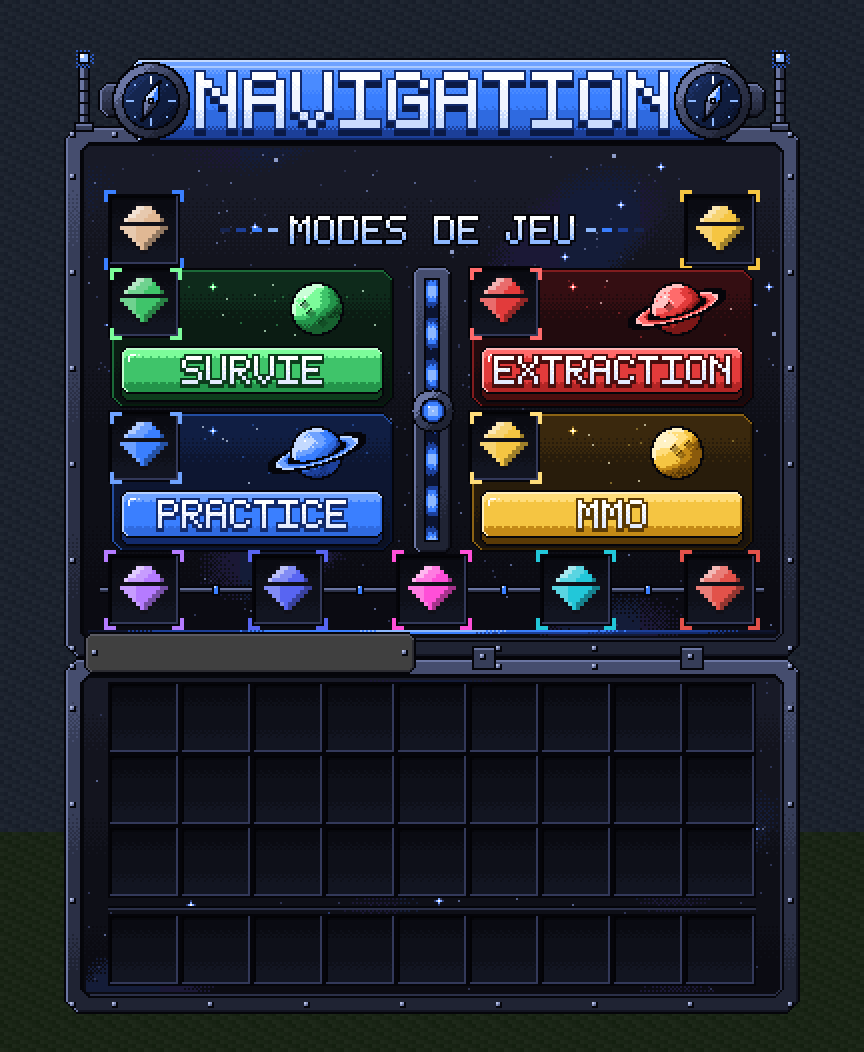 NAVIGATION
MODES DE JEU
SURVIE
EXTRACTION
PRACTICE
MMO